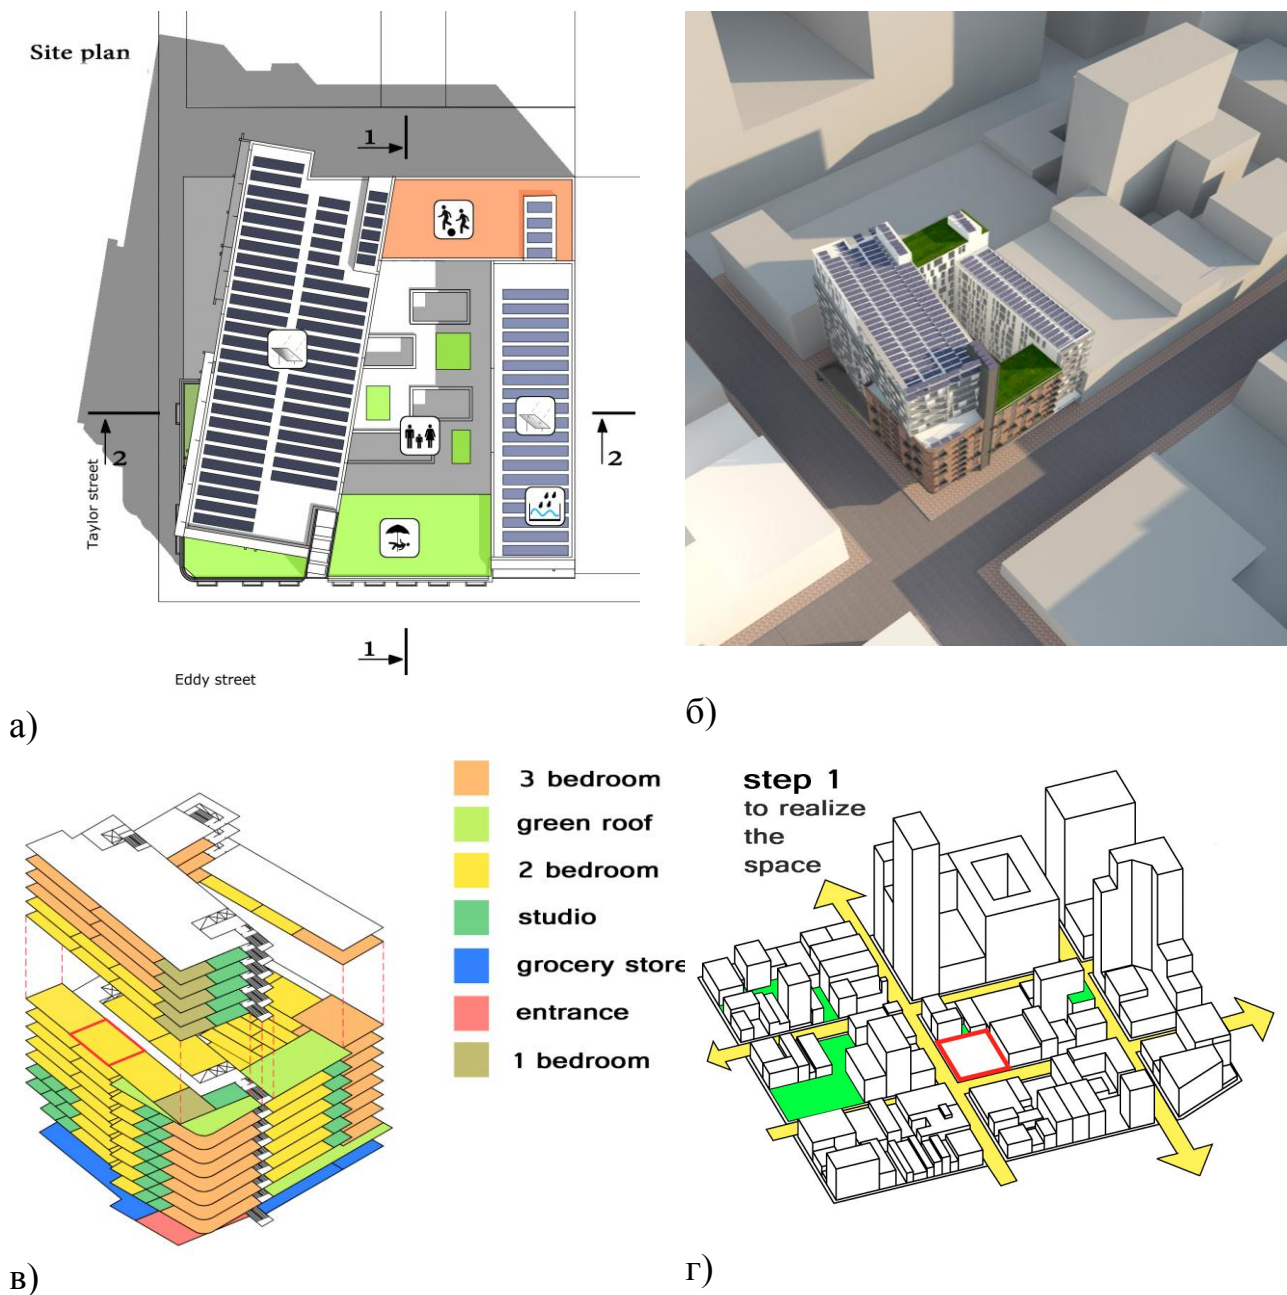 Site plan
1
2
2
Taylor street
1
Eddy street
а)
б)
3 bedroom
green roof
2 bedroom
studio
grocery store
entrance
1 bedroom
step 1
to realize
the
space
в)
г)